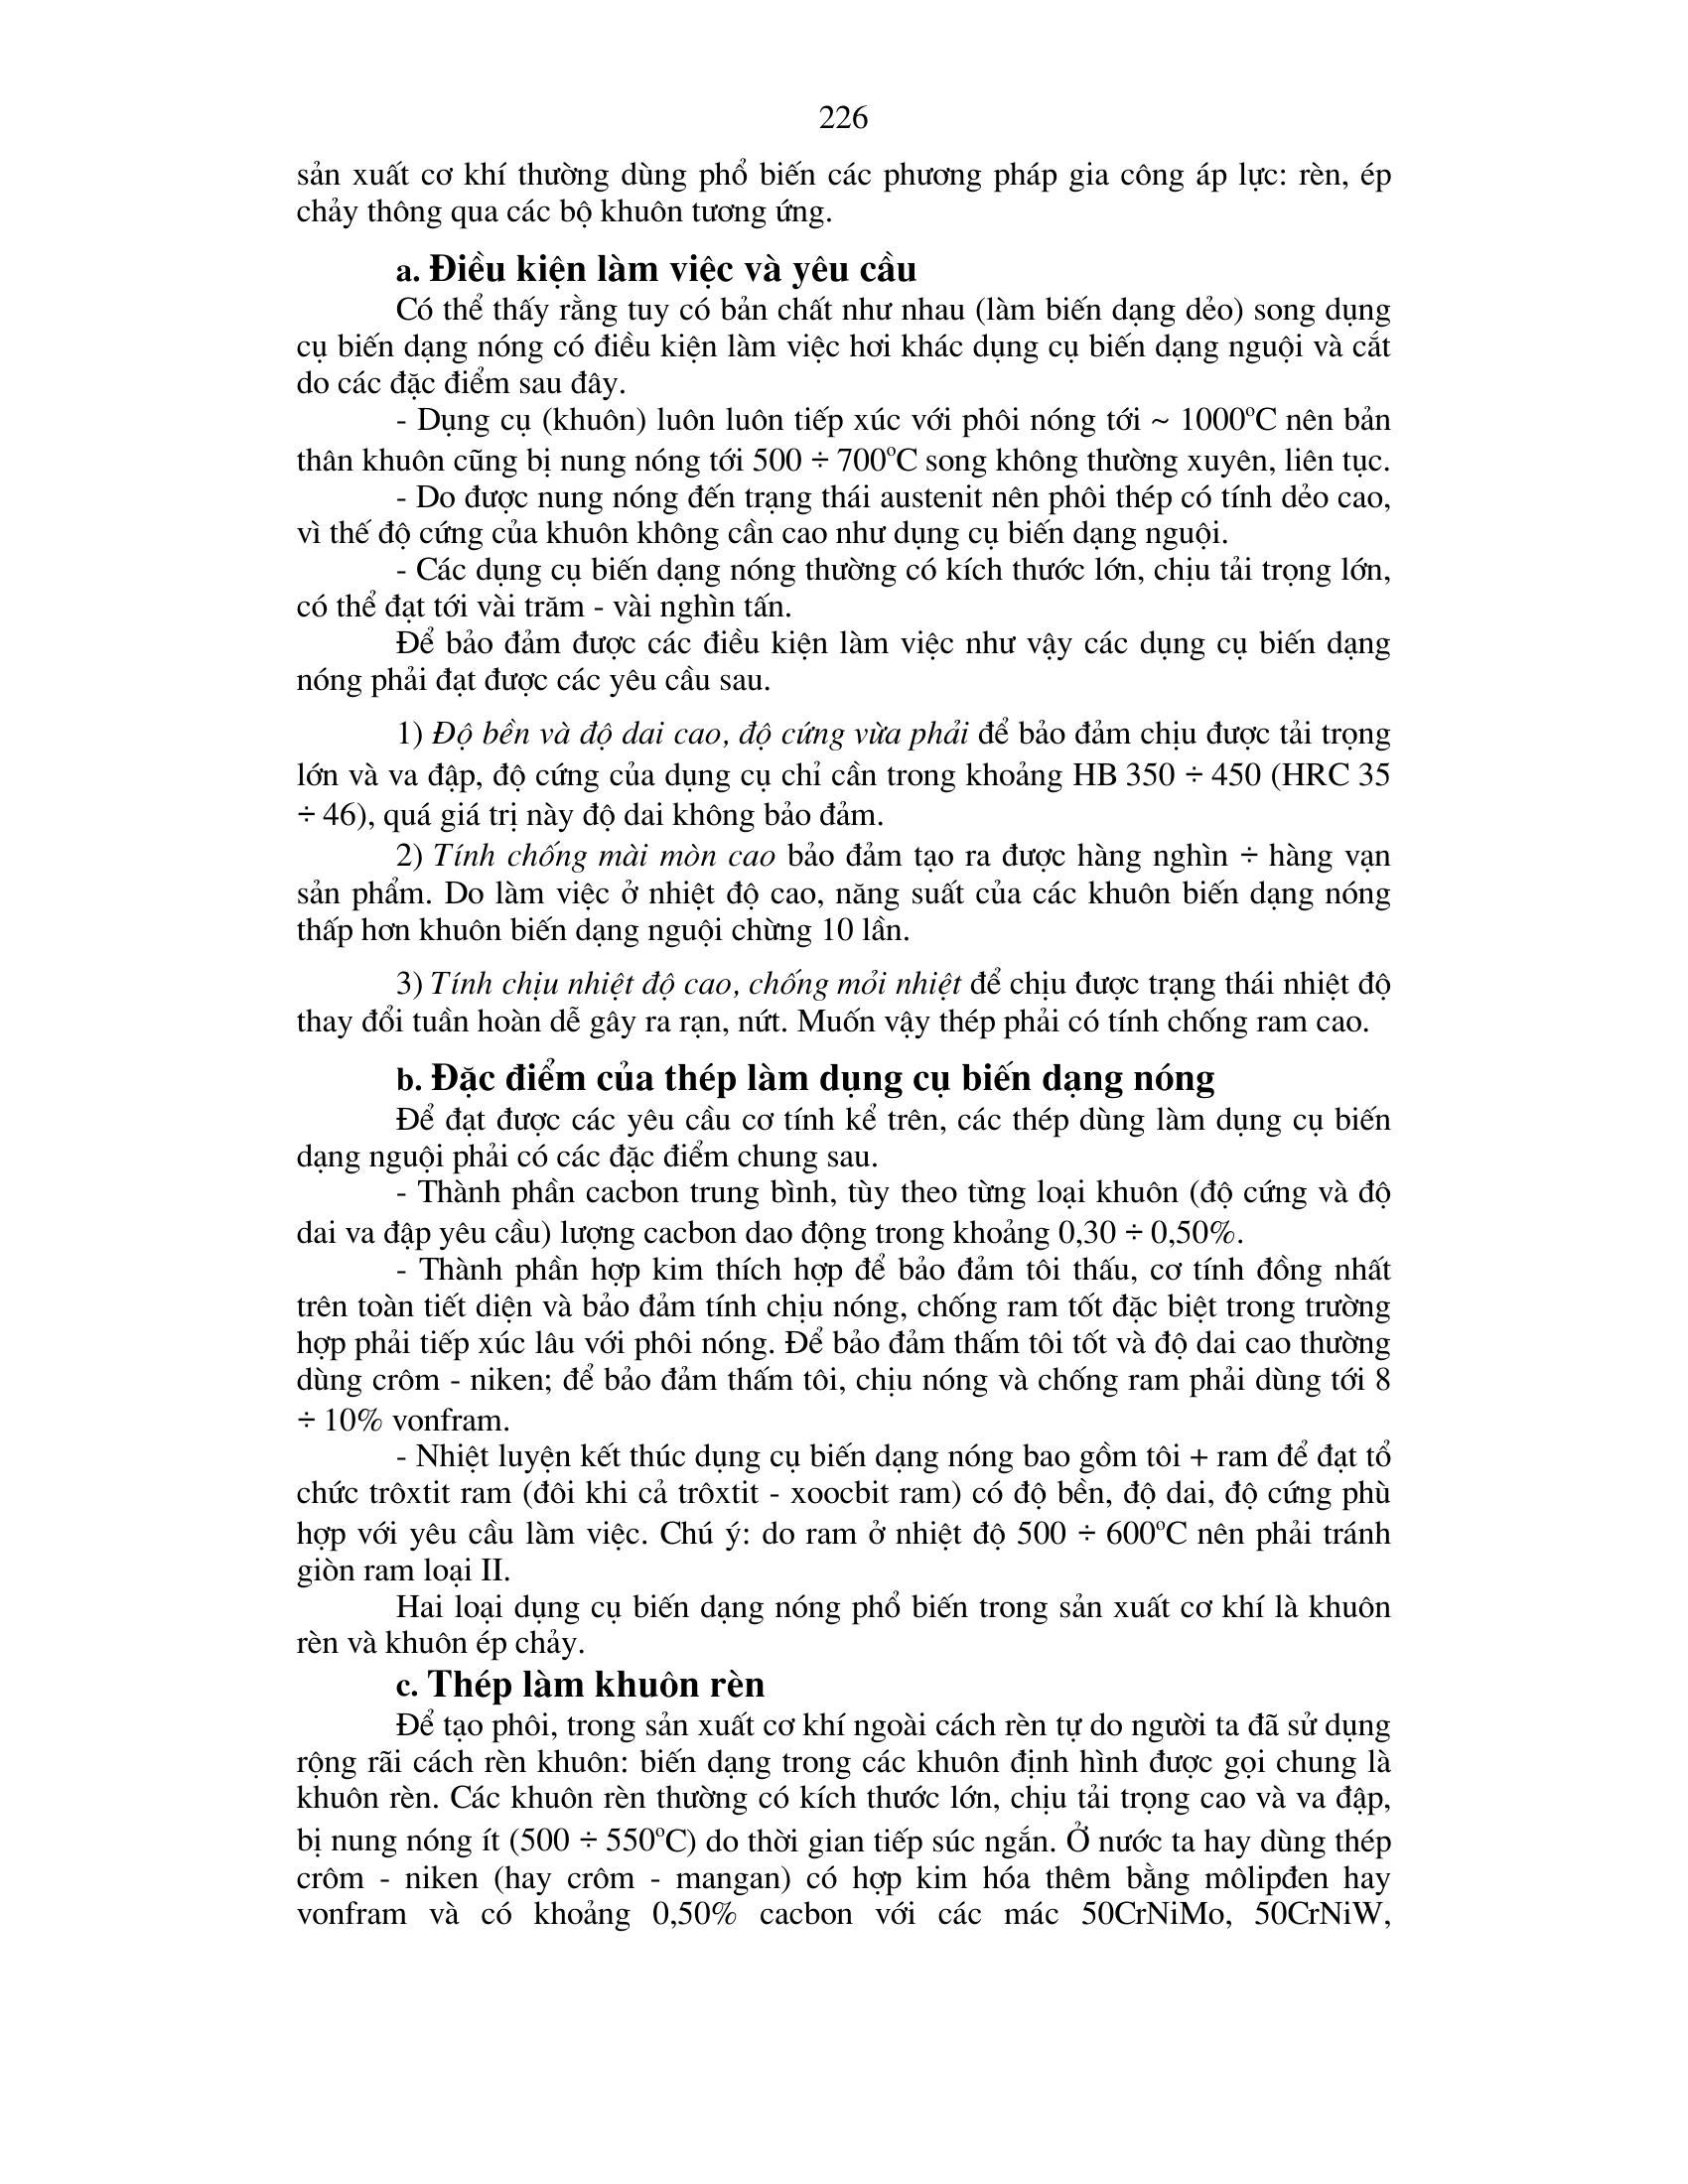 226
sản xuất cơ khí thường dùng phổ biến các phương pháp gia công áp lực: rèn, ép
chảy thông qua các bộ khuôn tương ứng.
a. Điều kiện làm việc và yêu cầu
Có thể thấy rằng tuy có bản chất như nhau (làm biến dạng dẻo) song dụng
cụ biến dạng nóng có điều kiện làm việc hơi khác dụng cụ biến dạng nguội và cắt
do các đặc điểm sau đây.
- Dụng cụ (khuôn) luôn luôn tiếp xúc với phôi nóng tới ~ 1000ºC nên bản
thân khuôn cũng bị nung nóng tới 500 ÷ 700ºC song không thường xuyên, liên tục.
- Do được nung nóng đến trạng thái austenit nên phôi thép có tính dẻo cao,
vì thế độ cứng của khuôn không cần cao như dụng cụ biến dạng nguội.
- Các dụng cụ biến dạng nóng thường có kích thước lớn, chịu tải trọng lớn,
có thể đạt tới vài trăm - vài nghìn tấn.
Để bảo đảm được các điều kiện làm việc như vậy các dụng cụ biến dạng
nóng phải đạt được các yêu cầu sau.
1) Độ bền và độ dai cao, độ cứng vừa phải để bảo đảm chịu được tải trọng
lớn và va đập, độ cứng của dụng cụ chỉ cần trong khoảng HB 350 ÷ 450 (HRC 35
÷ 46), quá giá trị này độ dai không bảo đảm.
2) Tính chống mài mòn cao bảo đảm tạo ra được hàng nghìn ÷ hàng vạn
sản phẩm. Do làm việc ở nhiệt độ cao, năng suất của các khuôn biến dạng nóng
thấp hơn khuôn biến dạng nguội chừng 10 lần.
3) Tính chịu nhiệt độ cao, chống mỏi nhiệt để chịu được trạng thái nhiệt độ
thay đổi tuần hoàn dễ gây ra rạn, nứt. Muốn vậy thép phải có tính chống ram cao.
b. Đặc điểm của thép làm dụng cụ biến dạng nóng
Để đạt được các yêu cầu cơ tính kể trên, các thép dùng làm dụng cụ biến
dạng nguội phải có các đặc điểm chung sau.
- Thành phần cacbon trung bình, tùy theo từng loại khuôn (độ cứng và độ
dai va đập yêu cầu) lượng cacbon dao động trong khoảng 0,30 ÷ 0,50%.
- Thành phần hợp kim thích hợp để bảo đảm tôi thấu, cơ tính đồng nhất
trên toàn tiết diện và bảo đảm tính chịu nóng, chống ram tốt đặc biệt trong trường
hợp phải tiếp xúc lâu với phôi nóng. Để bảo đảm thấm tôi tốt và độ dai cao thường
dùng crôm - niken; để bảo đảm thấm tôi, chịu nóng và chống ram phải dùng tới 8
÷ 10% vonfram.
- Nhiệt luyện kết thúc dụng cụ biến dạng nóng bao gồm tôi + ram để đạt tổ
chức trôxtit ram (đôi khi cả trôxtit - xoocbit ram) có độ bền, độ dai, độ cứng phù
hợp với yêu cầu làm việc. Chú ý: do ram ở nhiệt độ 500 ÷ 600ºC nên phải tránh
giòn ram loại II.
Hai loại dụng cụ biến dạng nóng phổ biến trong sản xuất cơ khí là khuôn
rèn và khuôn ép chảy.
c. Thép làm khuôn rèn
Để tạo phôi, trong sản xuất cơ khí ngoài cách rèn tự do người ta đã sử dụng
rộng rãi cách rèn khuôn: biến dạng trong các khuôn định hình được gọi chung là
khuôn rèn. Các khuôn rèn thường có kích thước lớn, chịu tải trọng cao và va đập,
bị nung nóng ít (500 ÷ 550ºC) do thời gian tiếp súc ngắn. Ở nước ta hay dùng thép
crôm - niken (hay crôm - mangan) có hợp kim hóa thêm bằng môlipđen hay
vonfram và có khoảng 0,50% cacbon với các mác 50CrNiMo, 50CrNiW,